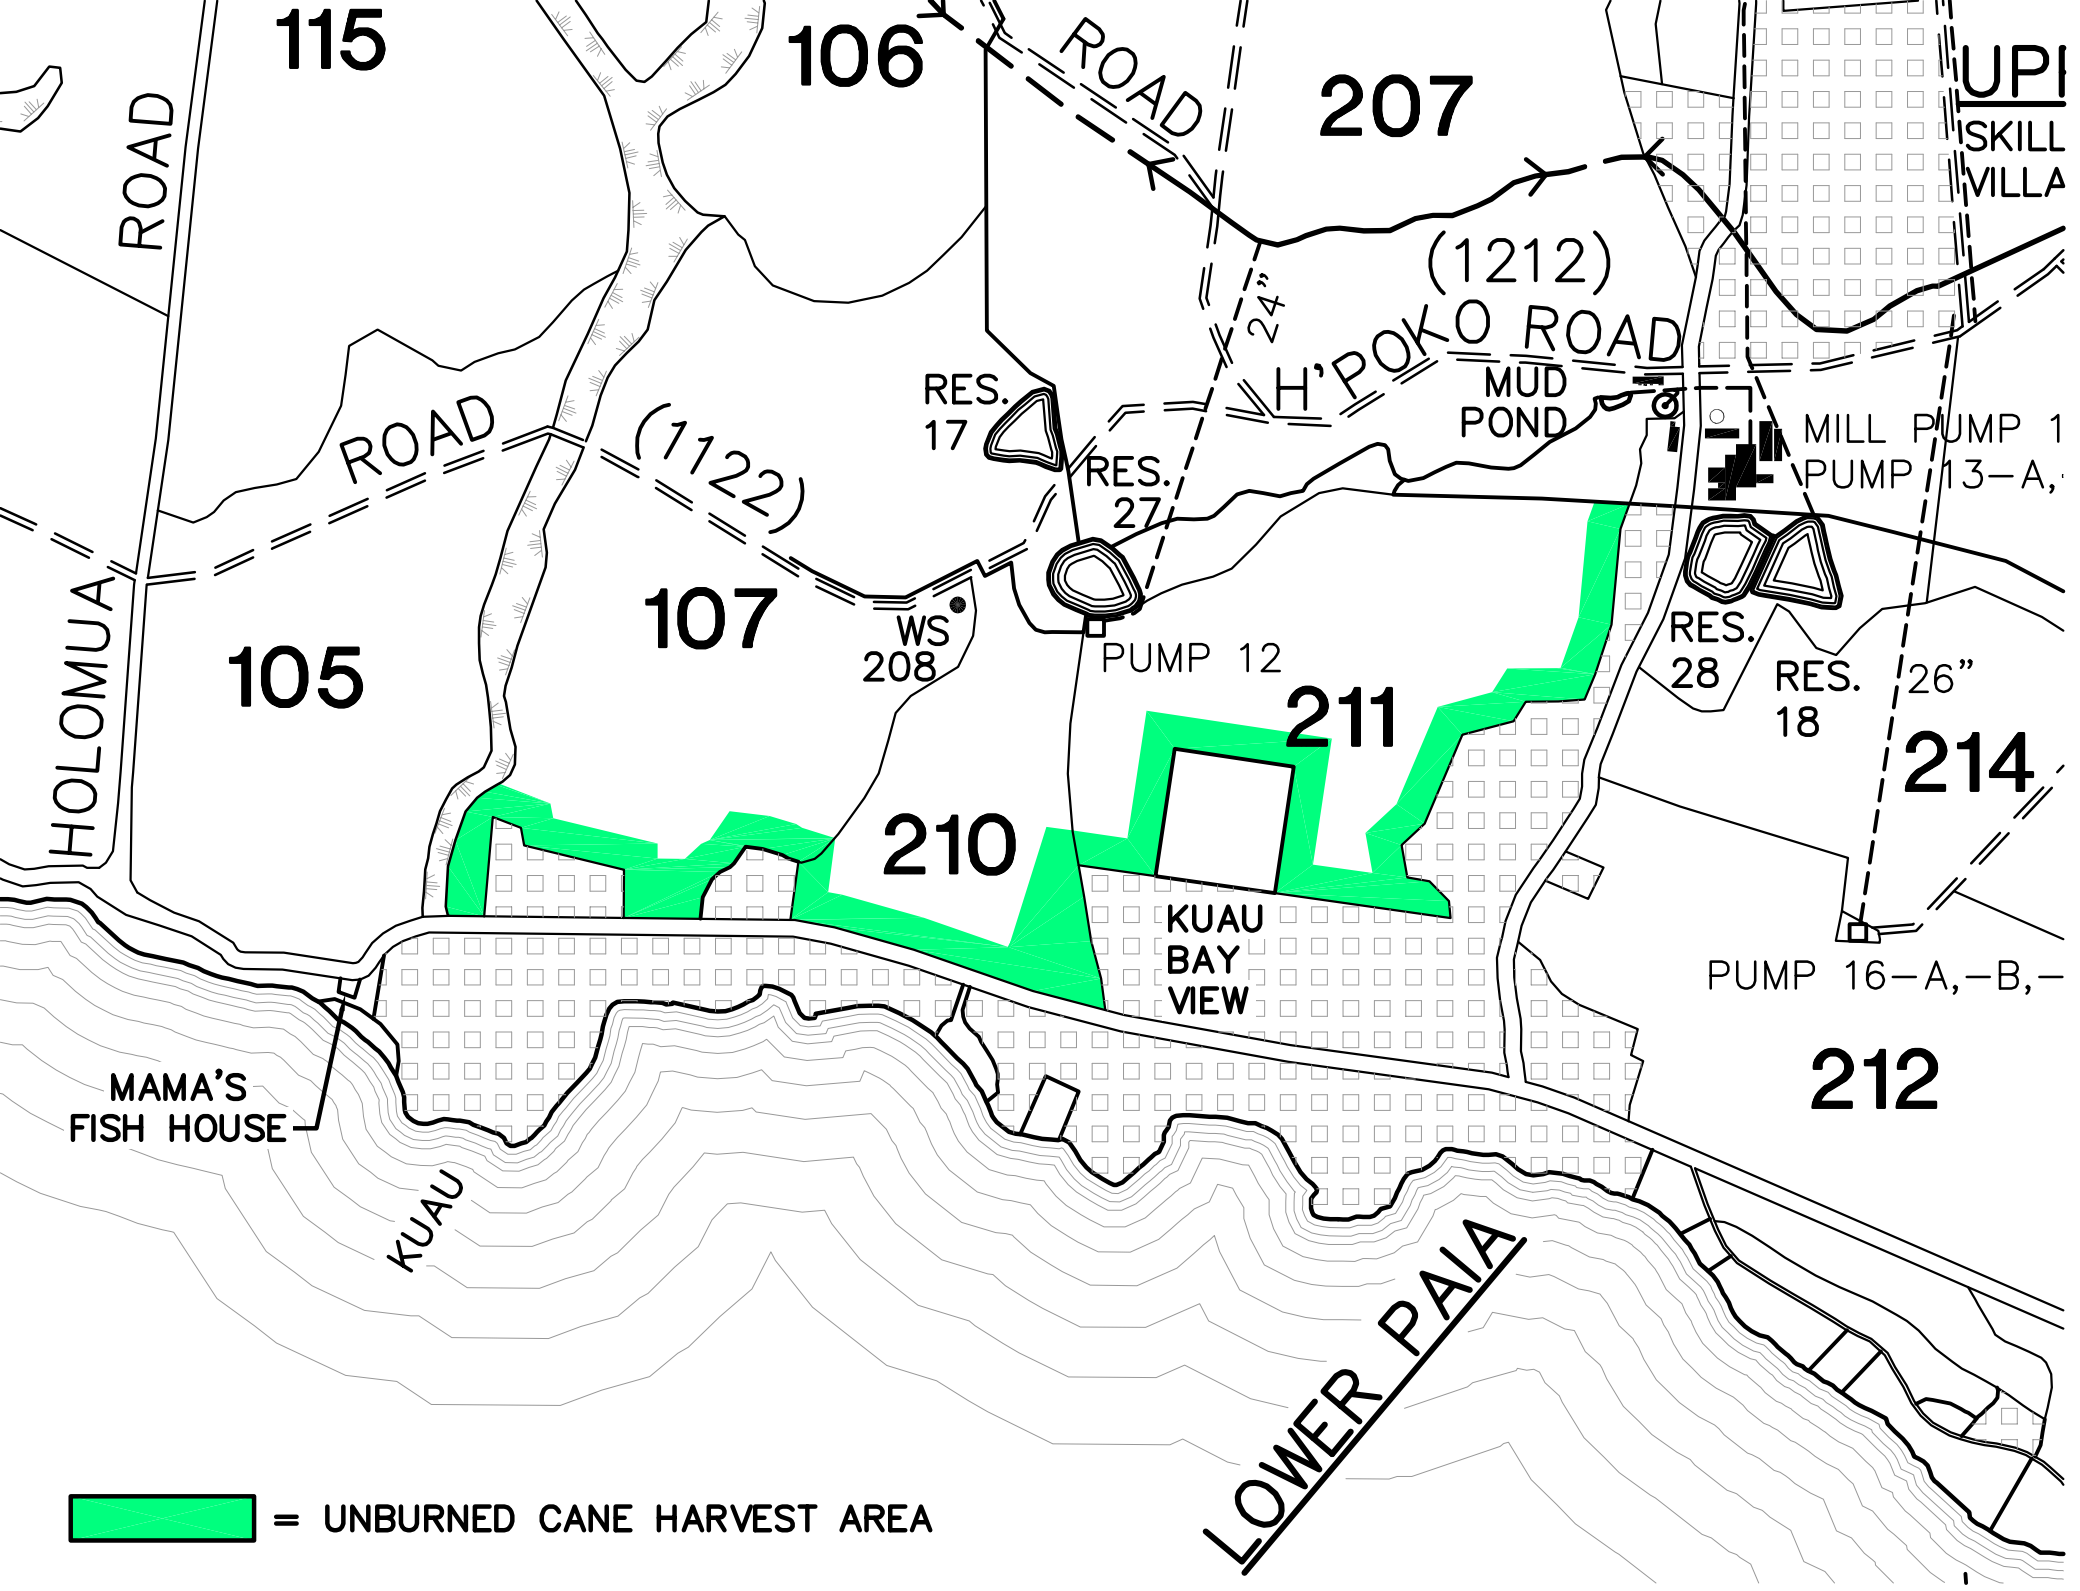 115
106
ROAD
207
UP
SKILL
VILLA
ROAD
(1212)
24"
H'POKO ROAD
RES.
17
MUD
POND
ROAD
(1122)
MILL PUMP 1
PUMP 13-A,
RES.
27
HOLOMUA
107
WS
208
PUMP 12
105
RES.
28
RES.
18
26"
211
214
210
KUAU
BAY
VIEW
PUMP 16-A,-B,-
212
MAMA'S
FISH HOUSE
KUAU
LOWER PAIA
= UNBURNED CANE HARVEST AREA